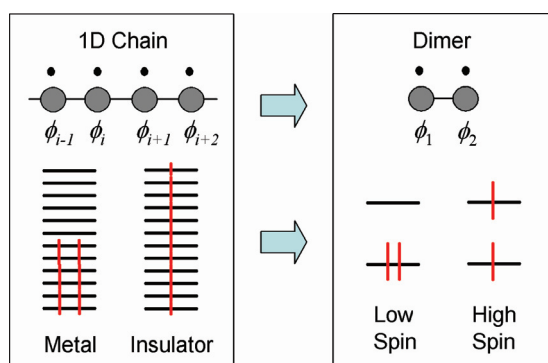 1D Chain
ϕi-1 ϕi ϕi+1 ϕi+2
Metal Insulator
Dimer
ϕ1 ϕ2
Low Spin
High Spin